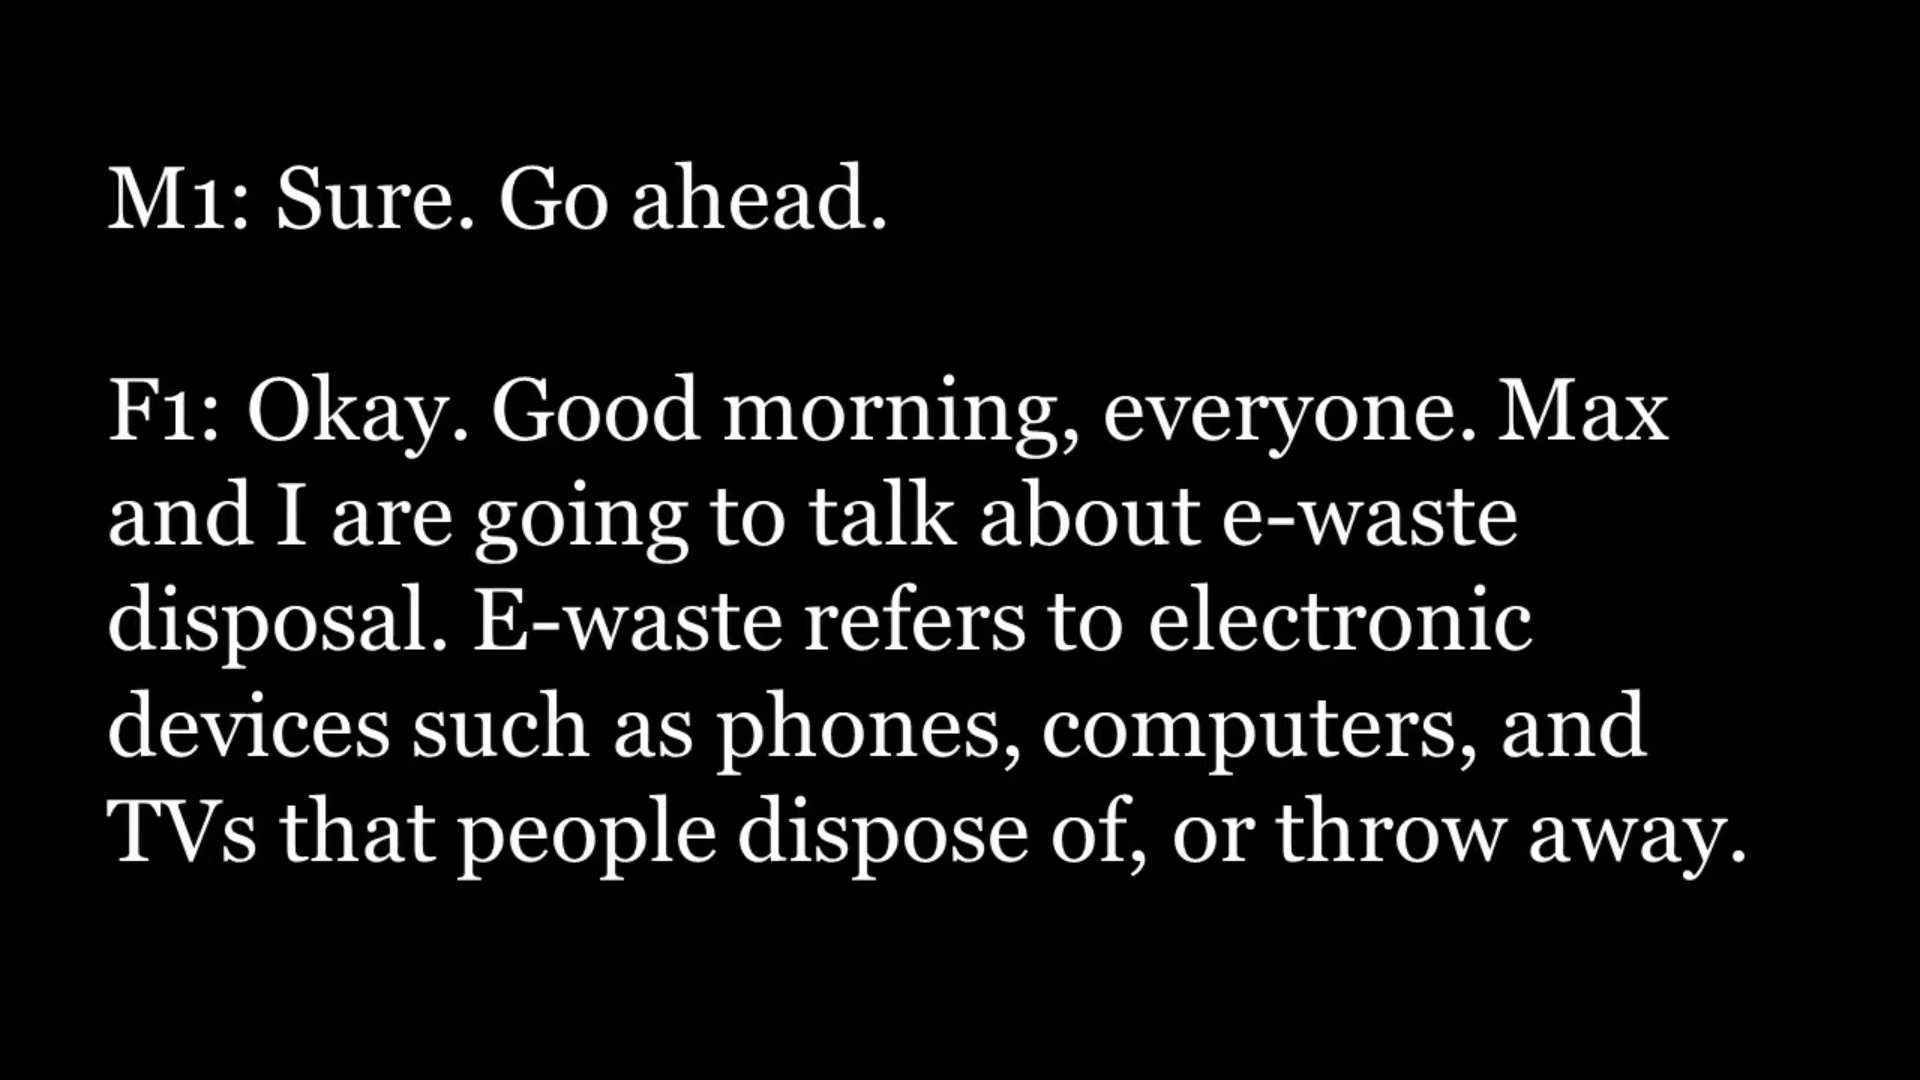 M1: Sure. Go ahead.
F1: Okay. Good morning, everyone. Max
and I are going to talk about e-waste
disposal. E-waste refers to electronic
devices such as phones, computers, and
TVs that people dispose of, or throw away.